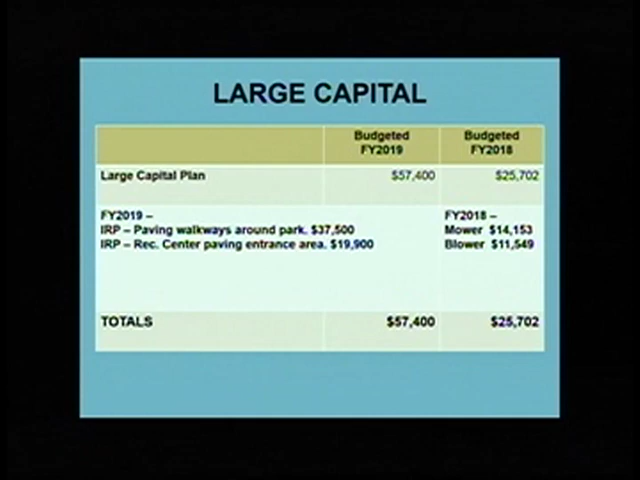 LARGE CAPITAL
Budgeted FY2019
Budgeted FY2018
Large Capital Plan $57,400 $25,702
FY2019 –
IRP – Paving walkways around park. $37,500
IRP – Rec. Center paving entrance area. $19,900
FY2018 –
Mower $14,153
Blower $11,549
TOTALS $57,400 $25,702